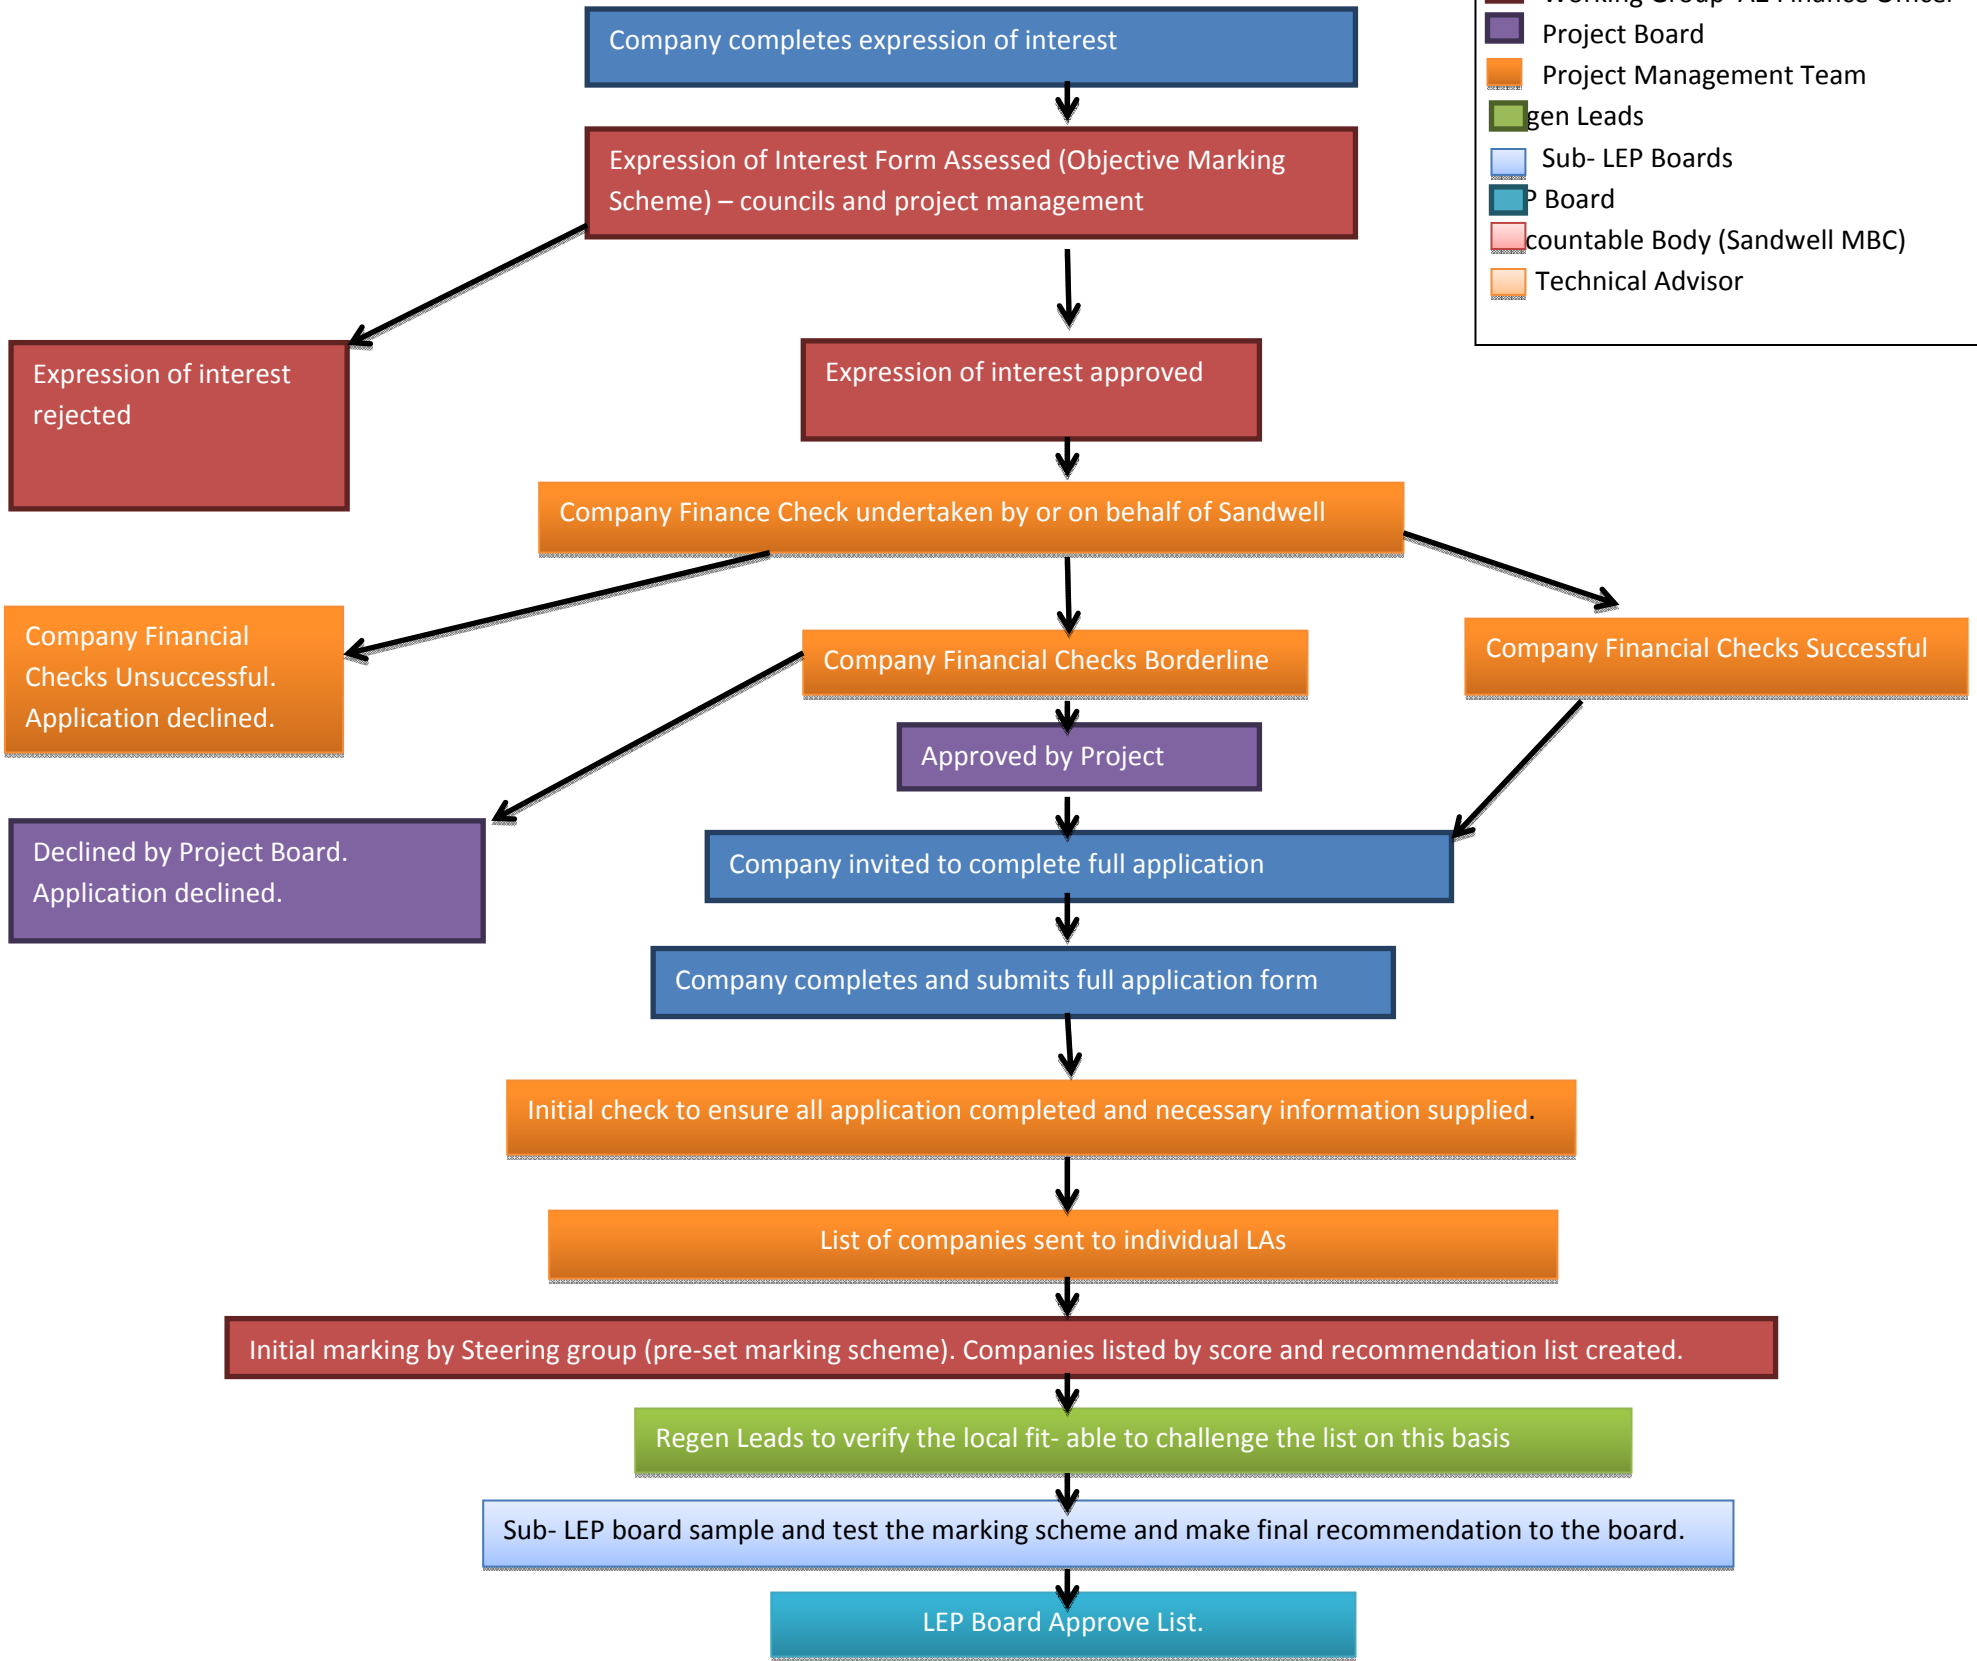 Working Group- AL Finance Officer
Project Board
Project Management Team
gen Leads
Sub- LEP Boards
P Board
countable Body (Sandwell MBC)
Technical Advisor
Company completes expression of interest
Expression of Interest Form Assessed (Objective Marking
Scheme) – councils and project management
Expression of interest
rejected
Expression of interest approved
Company Finance Check undertaken by or on behalf of Sandwell
Company Financial
Checks Unsuccessful.
Application declined.
Company Financial Checks Borderline
Company Financial Checks Successful
Approved by Project
Declined by Project Board.
Application declined.
Company invited to complete full application
Company completes and submits full application form
Initial check to ensure all application completed and necessary information supplied.
List of companies sent to individual LAs
Initial marking by Steering group (pre-set marking scheme). Companies listed by score and recommendation list created.
Regen Leads to verify the local fit- able to challenge the list on this basis
Sub- LEP board sample and test the marking scheme and make final recommendation to the board.
LEP Board Approve List.